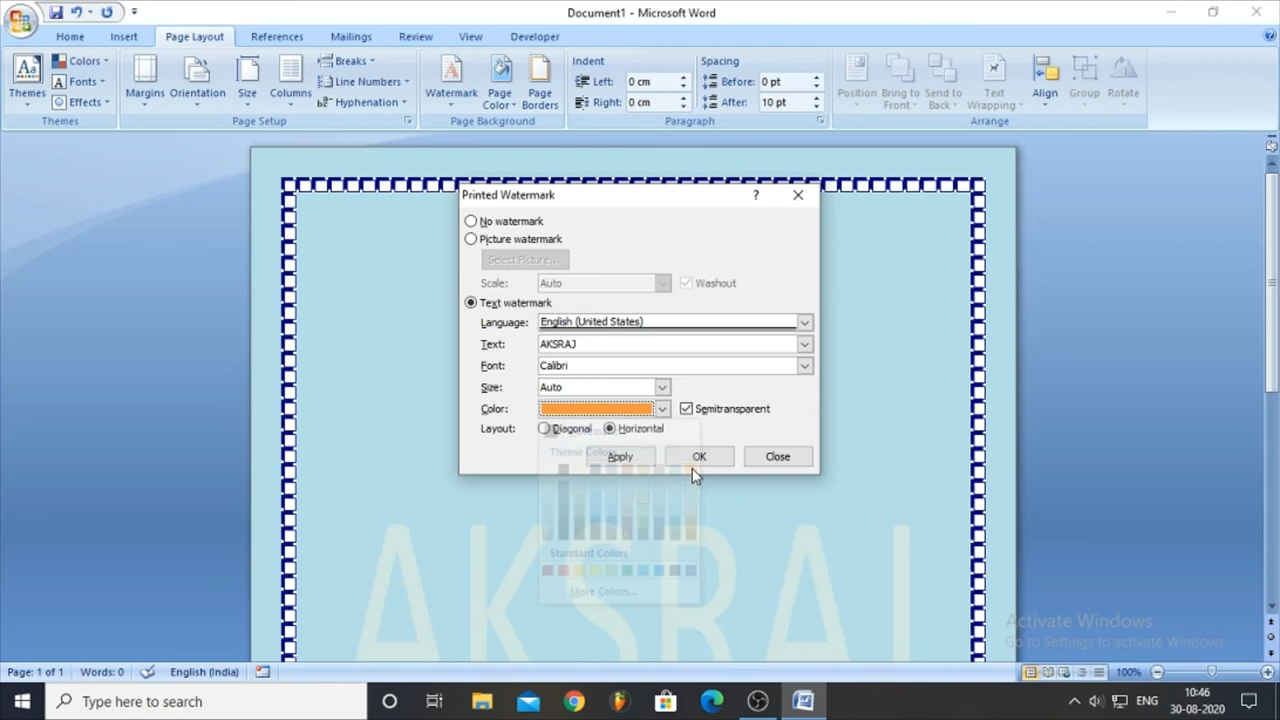 Document1 - Microsoft Word
Home Insert Page Layout References Mailings Review View Developer
Themes
Colors
Fonts
Effects
Themes
Margins
Orientation
Size
Columns
Breaks
Line Numbers
Hyphenation
Page Setup
Watermark
Page Color
Page Borders
Page Background
Indent
Left: 0 cm
Right: 0 cm
Spacing
Before: 0 pt
After: 10 pt
Paragraph
Position
Bring to Front
Send to Back
Text Wrapping
Align
Group
Rotate
Arrange
Printed Watermark
?
No watermark
Picture watermark
Select Picture...
Scale: Auto Washout
Text watermark
Language: English (United States)
Text: AKSRAJ
Font: Calibri
Size: Auto
Color: Semitransparent
Layout: Diagonal Horizontal
Theme Colors
Apply OK Close
Standard Colors
More Colors...
AKSRAJ
Activate Windows
Go to Settings to activate Windows.
Page: 1 of 1 Words: 0 English (India) 100%
Type here to search
ENG
10:46
30-08-2020